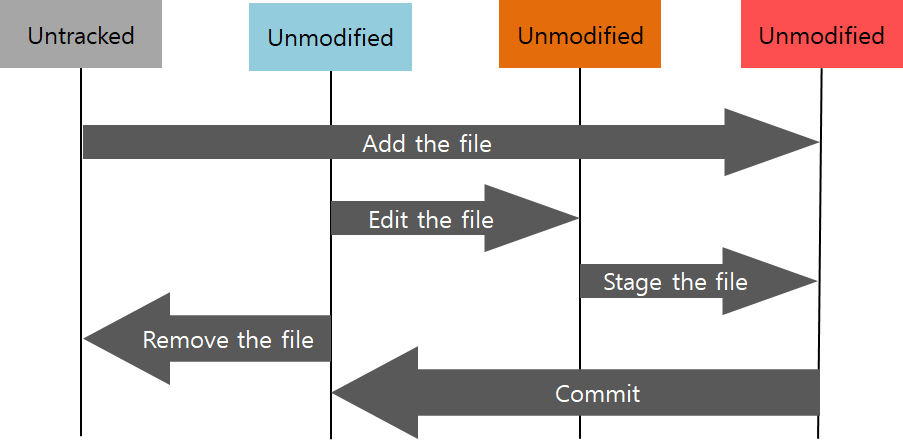 Untracked
Unmodified
Unmodified
Unmodified
Add the file
Edit the file
Stage the file
Remove the file
Commit